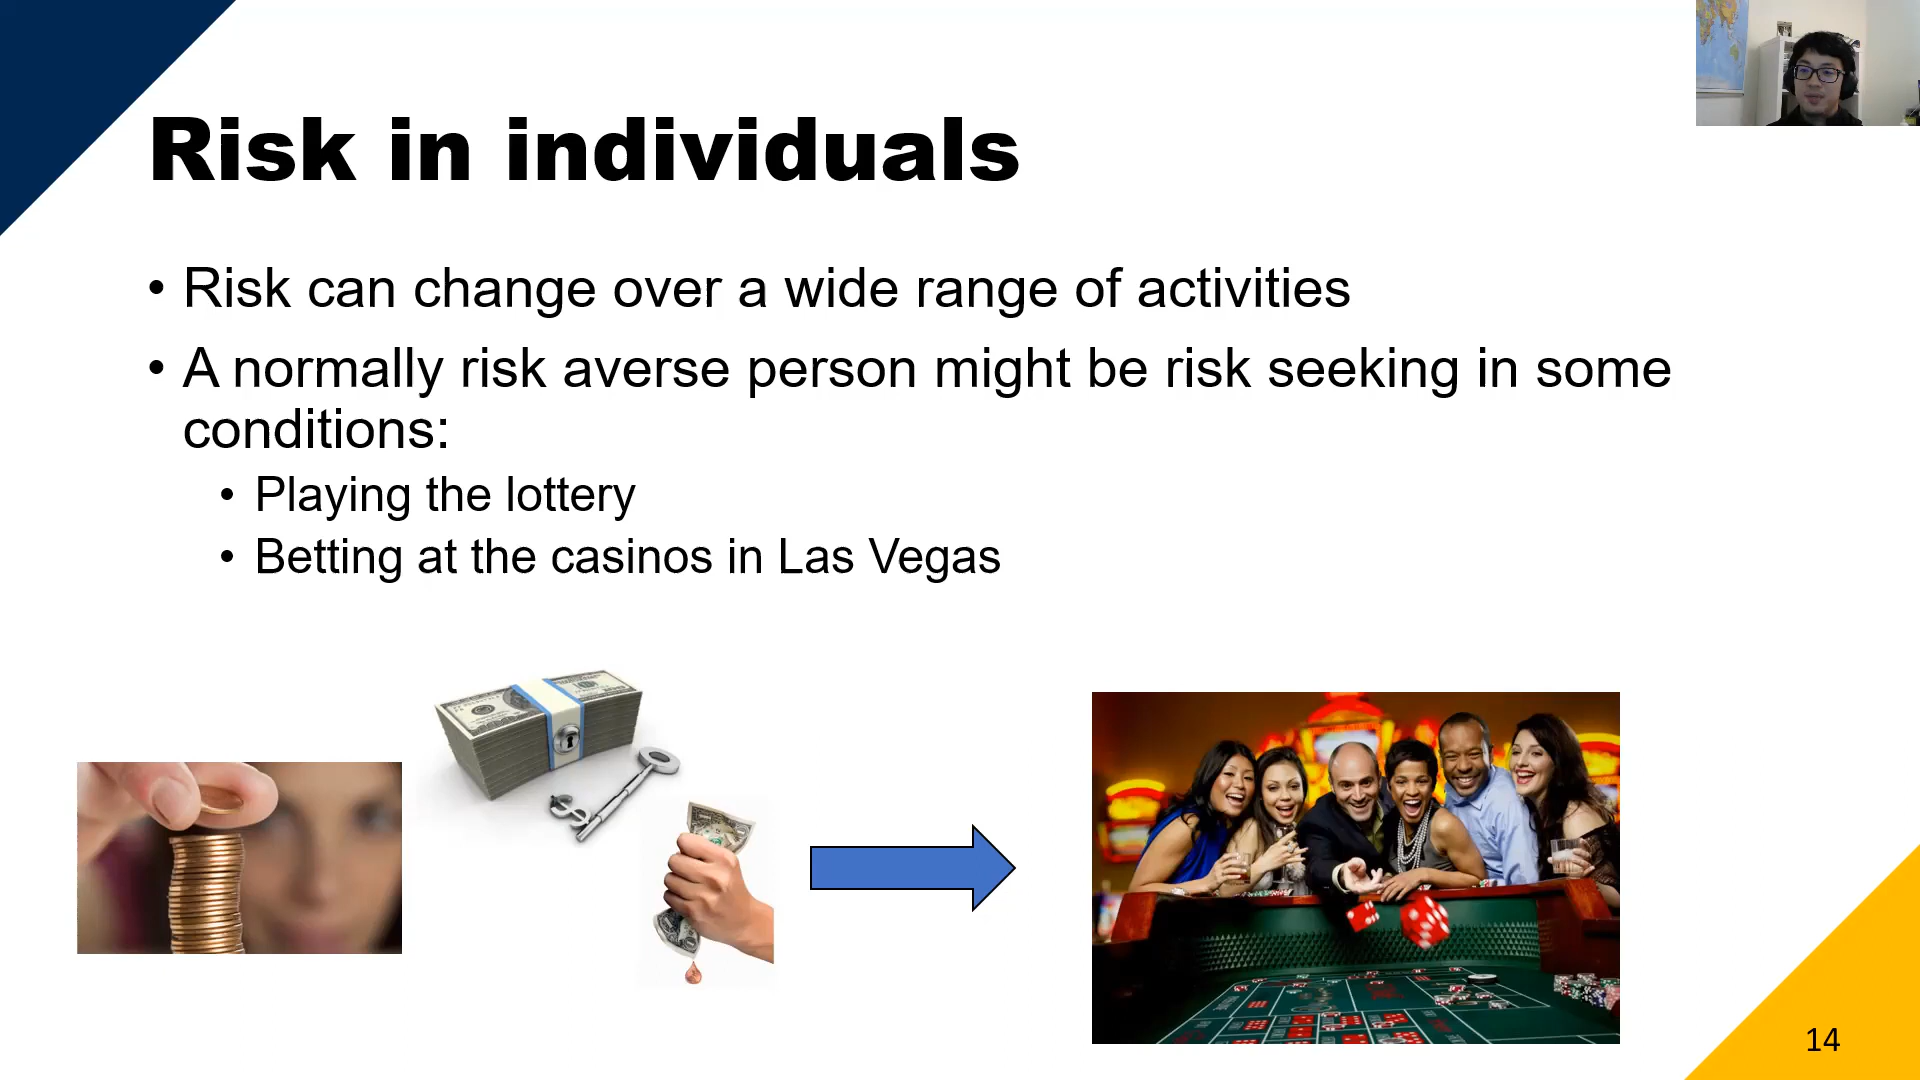 Risk in individuals
• Risk can change over a wide range of activities
• A normally risk averse person might be risk seeking in some
conditions:
• Playing the lottery
• Betting at the casinos in Las Vegas
14